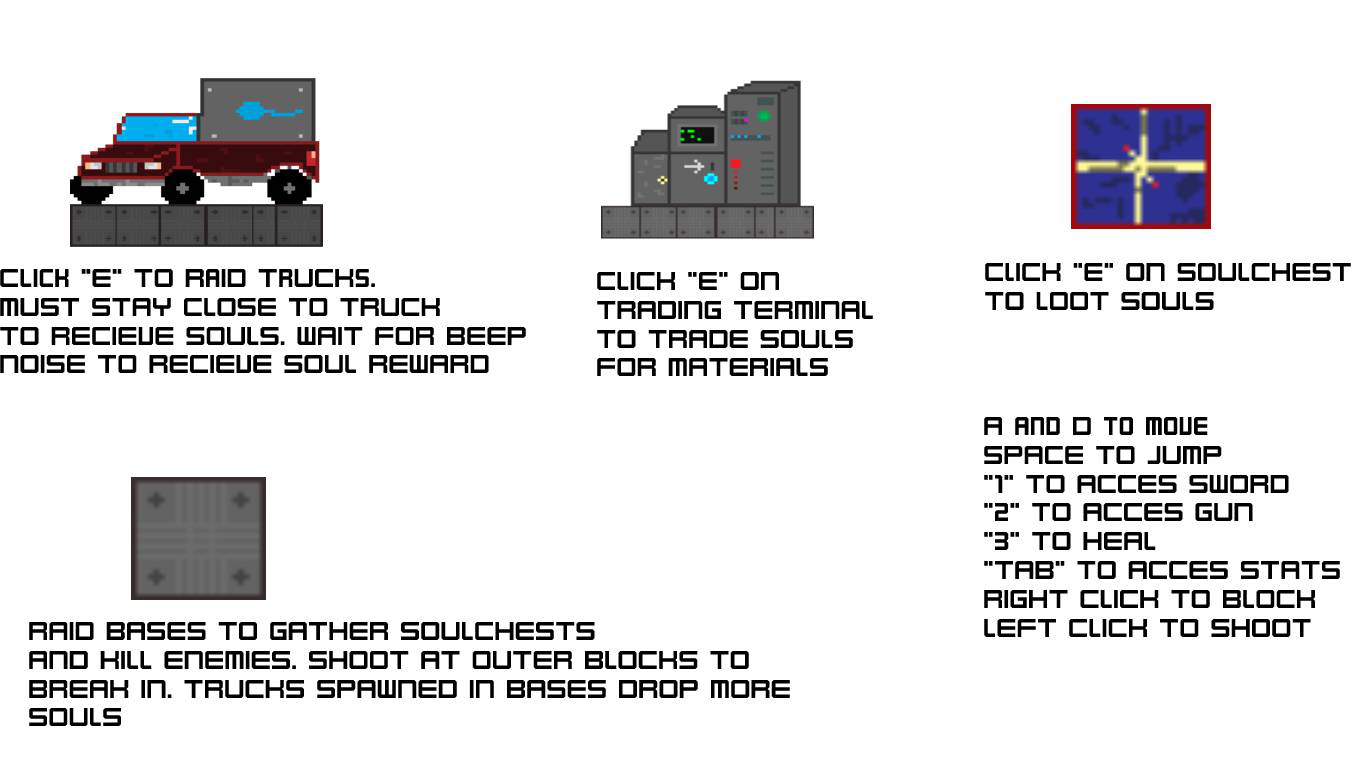 CLICK "E" TO RAID TRUCKS.
MUST STAY CLOSE TO TRUCK
TO RECIEVE SOULS. WAIT FOR BEEP
NOISE TO RECIEVE SOUL REWARD
CLICK "E" ON
TRADING TERMINAL
TO TRADE SOULS
FOR MATERIALS
CLICK "E" ON SOULCHEST
TO LOOT SOULS
A AND D TO MOVE
SPACE TO JUMP
"1" TO ACCES SWORD
"2" TO ACCES GUN
"3" TO HEAL
"TAB" TO ACCES STATS
RIGHT CLICK TO BLOCK
LEFT CLICK TO SHOOT
RAID BASES TO GATHER SOULCHESTS
AND KILL ENEMIES. SHOOT AT OUTER BLOCKS TO
BREAK IN. TRUCKS SPAWNED IN BASES DROP MORE
SOULS